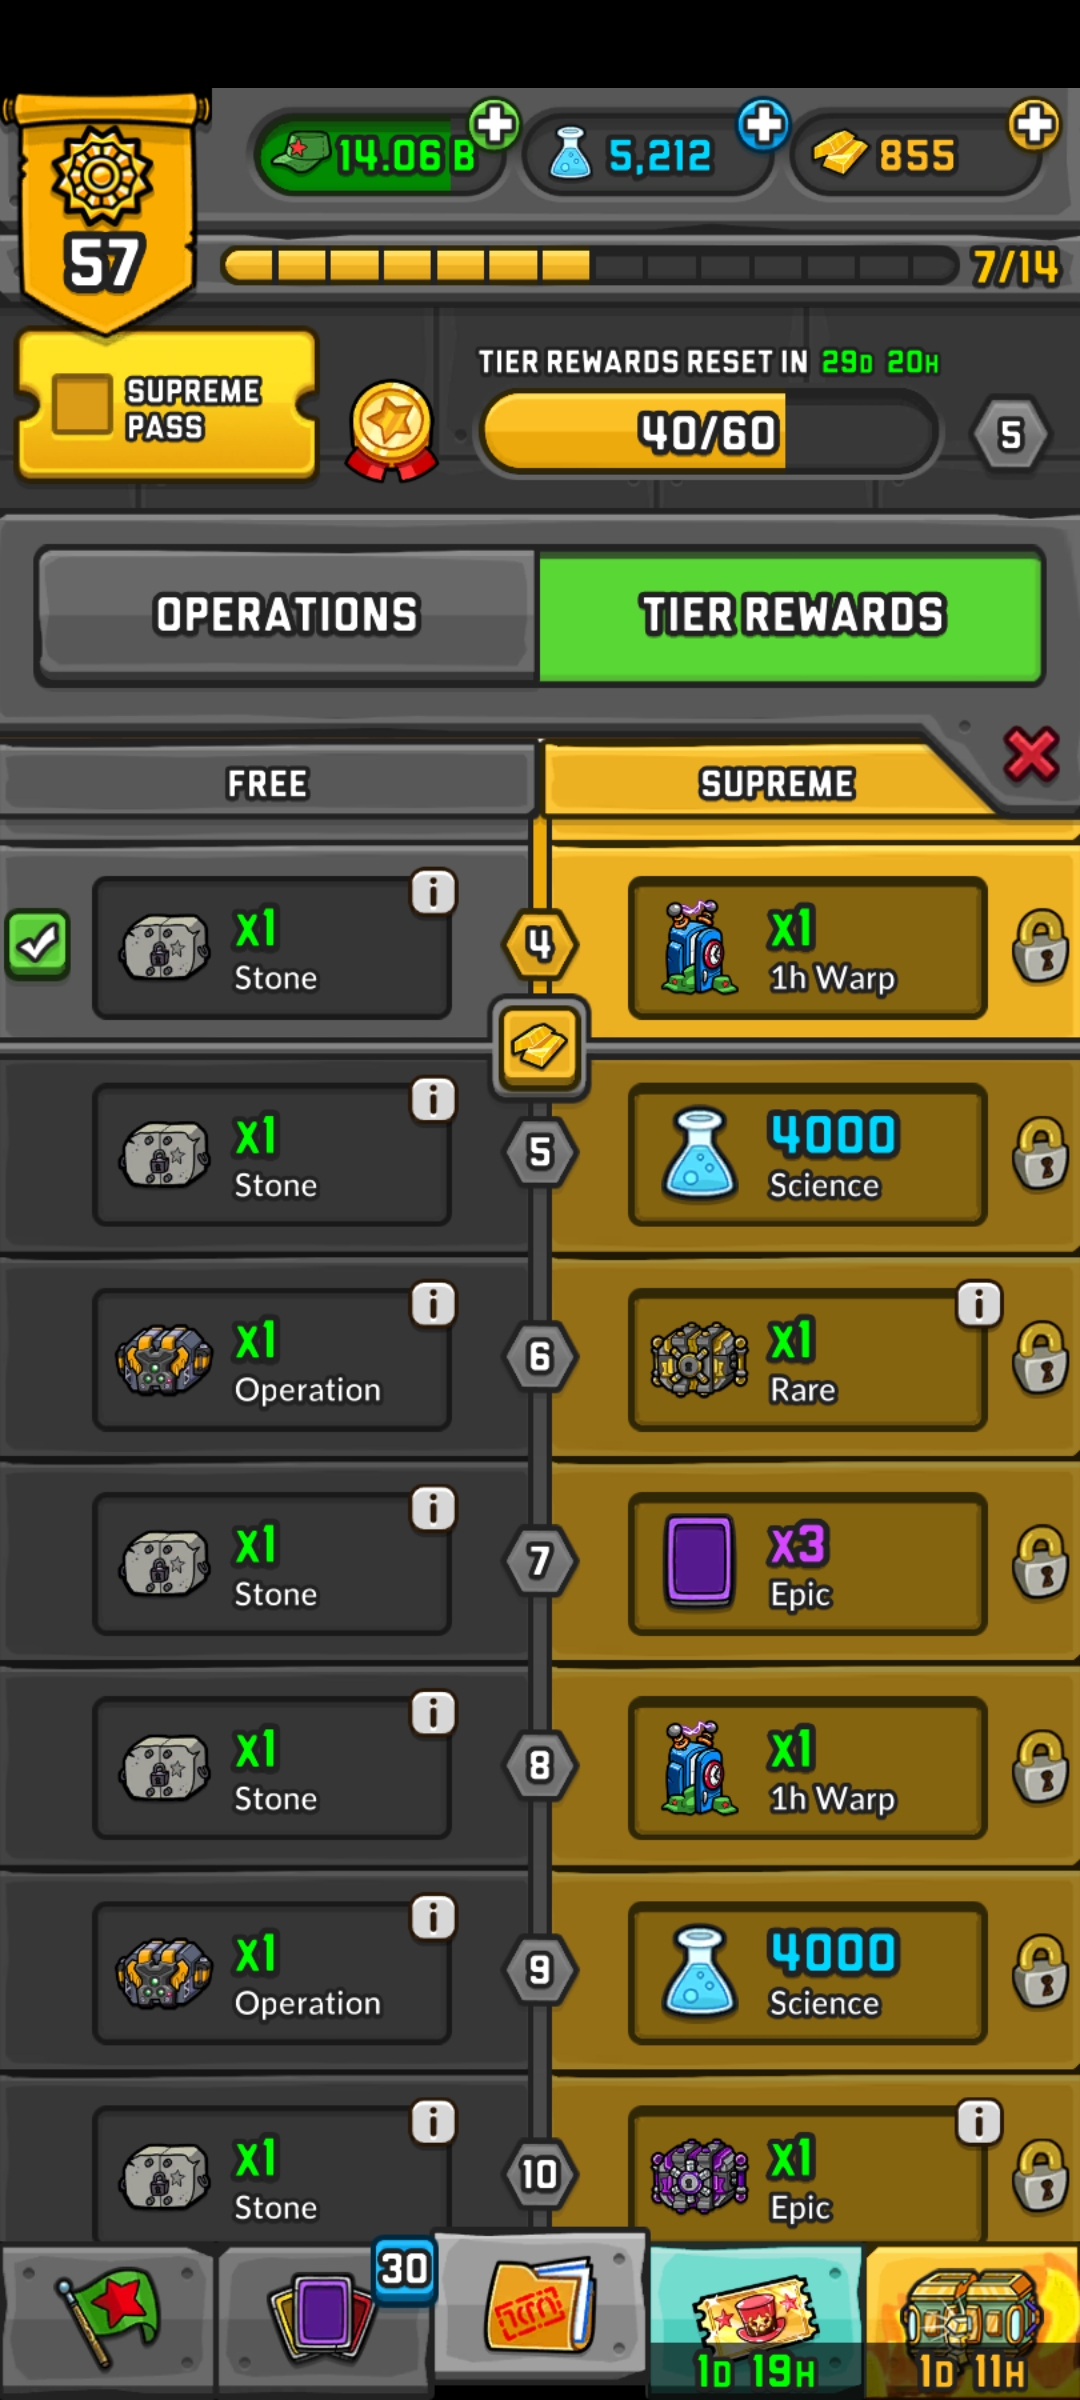 57
14.06 B
5,212
855
7/14
SUPREME
PASS
TIER REWARDS RESET IN 29D 20H
40/60
5
OPERATIONS
TIER REWARDS
FREE
SUPREME
X1
Stone
4
X1
1h Warp
X1
Stone
5
4000
Science
X1
Operation
6
X1
Rare
X1
Stone
7
X3
Epic
X1
Stone
8
X1
1h Warp
X1
Operation
9
4000
Science
X1
Stone
10
X1
Epic
30
1D 19H
1D 11H